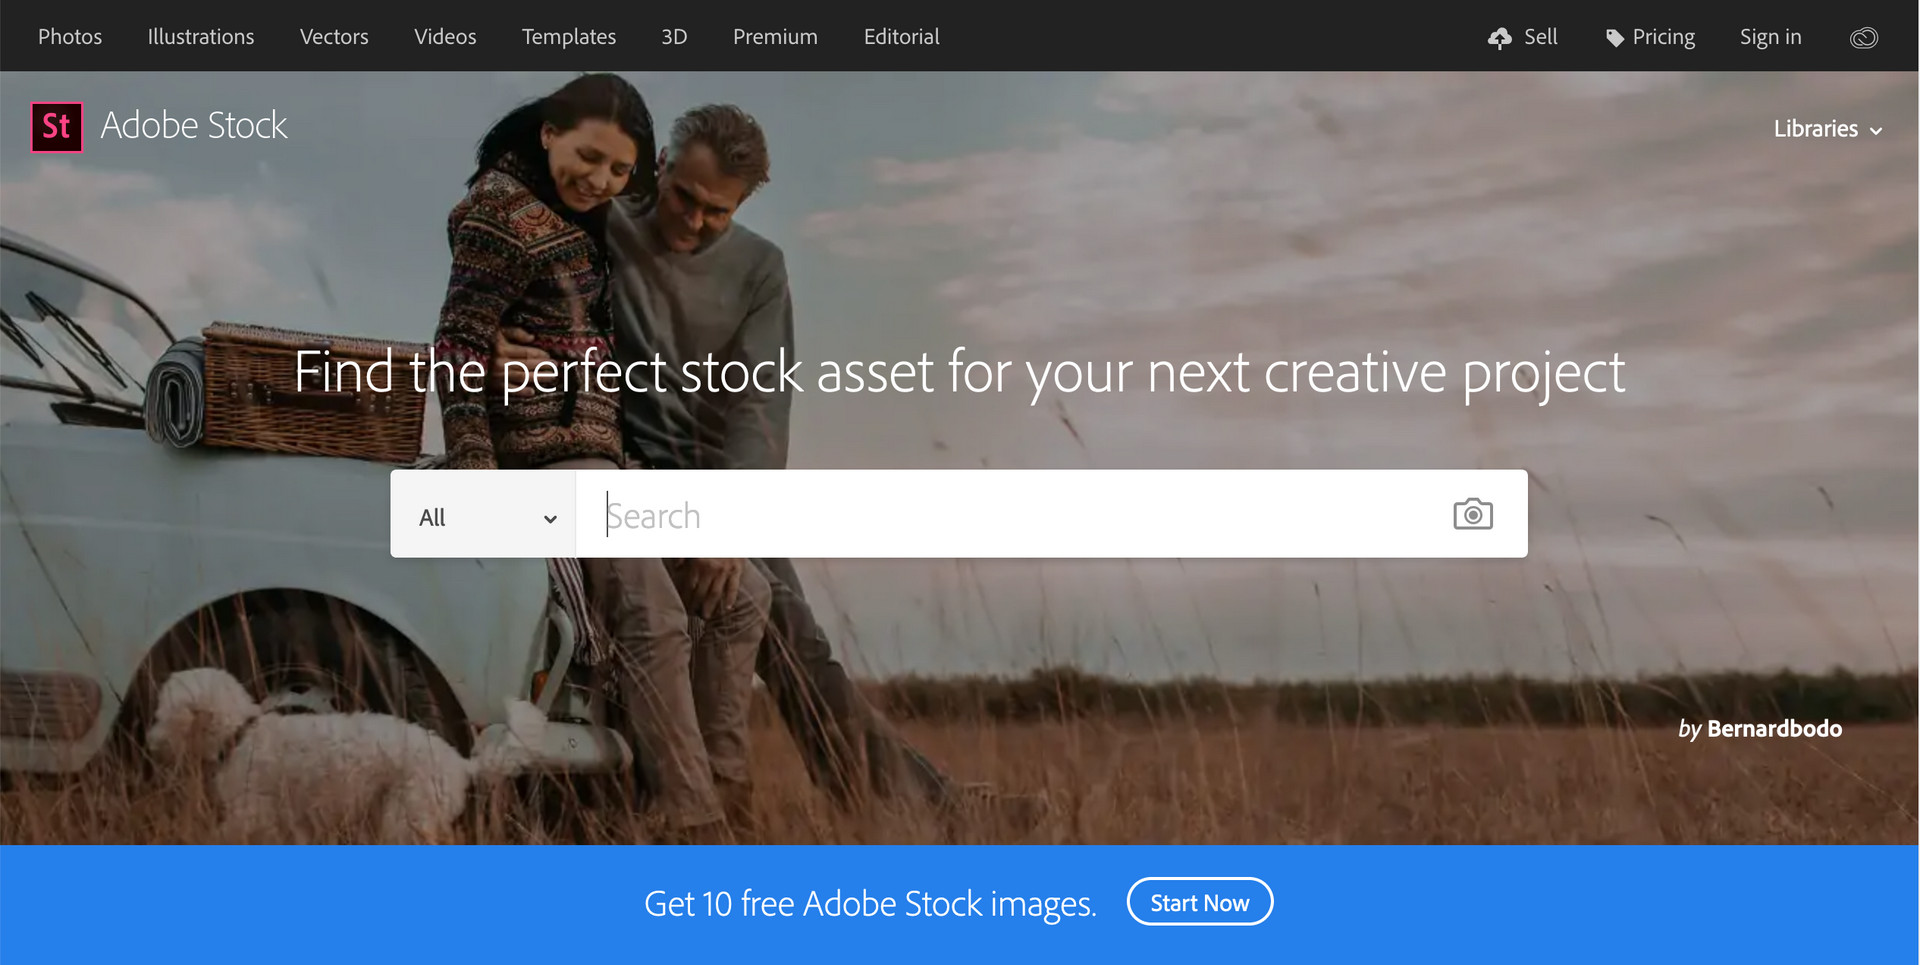 Photos Illustrations Vectors Videos Templates 3D Premium Editorial Sell Pricing Sign in
St Adobe Stock
Libraries
Find the perfect stock asset for your next creative project
All Search
by Bernardbodo
Get 10 free Adobe Stock images. Start Now